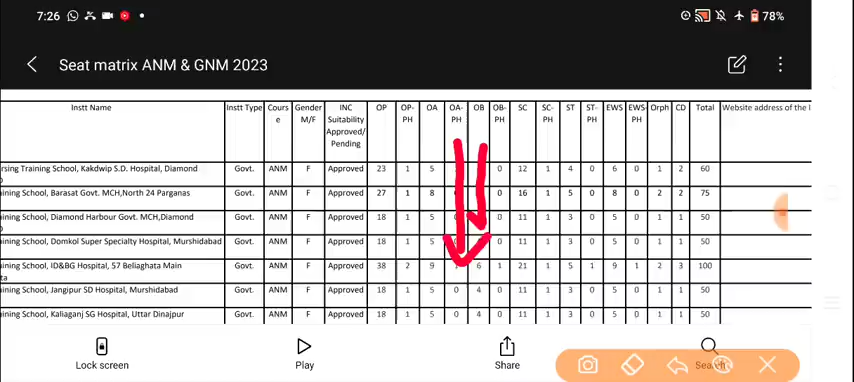 7:26 78%
Seat matrix ANM & GNM 2023
Instt Name Instt Type Cours e Gender M/F INC Suitability Approved/ Pending OP OP- PH OA OA- PH OB OB- PH SC SC- PH ST ST- PH EWS EWS- PH Orph CD Total Website address of the I
rsing Training School, Kakdwip S.D. Hospital, Diamond Govt. ANM F Approved 23 1 5 0 12 1 4 0 6 0 1 2 60
ining School, Barasat Govt. MCH,North 24 Parganas Govt. ANM F Approved 27 1 8 0 16 1 5 0 8 0 2 2 75
ining School, Diamond Harbour Govt. MCH,Diamond Govt. ANM F Approved 18 1 5 0 0 11 1 3 0 5 0 1 1 50
ining School, Domkol Super Specialty Hospital, Murshidabad Govt. ANM F Approved 18 1 5 0 11 1 3 0 5 0 1 1 50
ining School, ID&BG Hospital, 57 Beliaghata Main Govt. ANM F Approved 38 2 9 1 6 1 21 1 5 1 9 1 2 3 100
ta
ining School, Jangipur SD Hospital, Murshidabad Govt. ANM F Approved 18 1 5 0 4 0 11 1 3 0 5 0 1 1 50
ining School, Kaliaganj SG Hospital, Uttar Dinajpur Govt. ANM F Approved 18 1 5 0 4 0 11 1 3 0 5 0 1 1 50
Lock screen Play Share Search